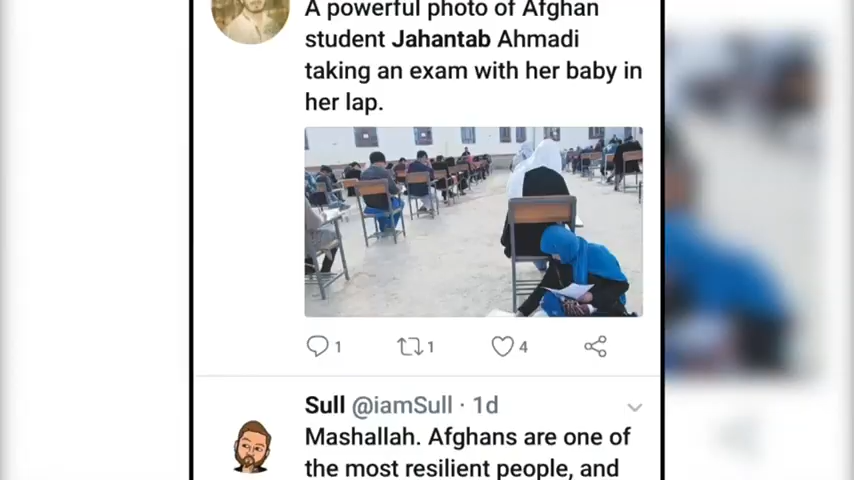 A powerful photo of Afghan
student Jahantab Ahmadi
taking an exam with her baby in
her lap.
1
1
4
Sull @iamSull · 1d
Mashallah. Afghans are one of
the most resilient people, and